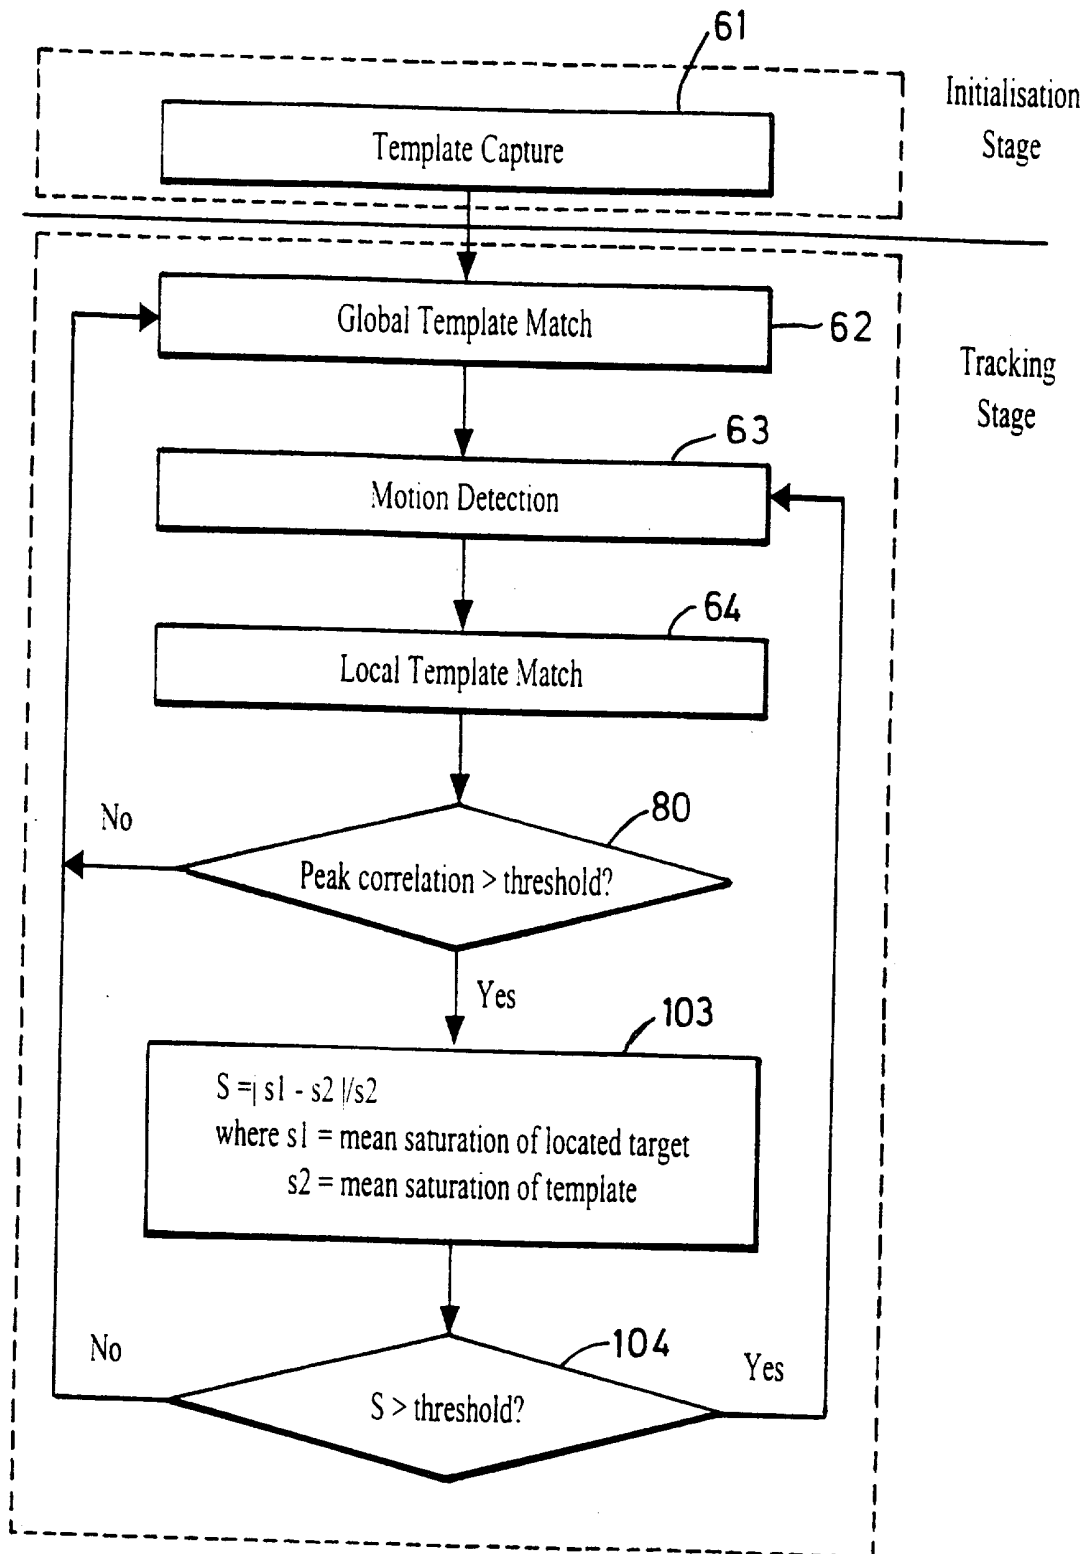 61
Initialisation
Stage
Template Capture
Global Template Match
62
Tracking
Stage
63
Motion Detection
64
Local Template Match
No
80
Peak correlation > threshold?
Yes
103
S =| s1 - s2 |/s2
where s1 = mean saturation of located target
s2 = mean saturation of template
No
104
Yes
S > threshold?